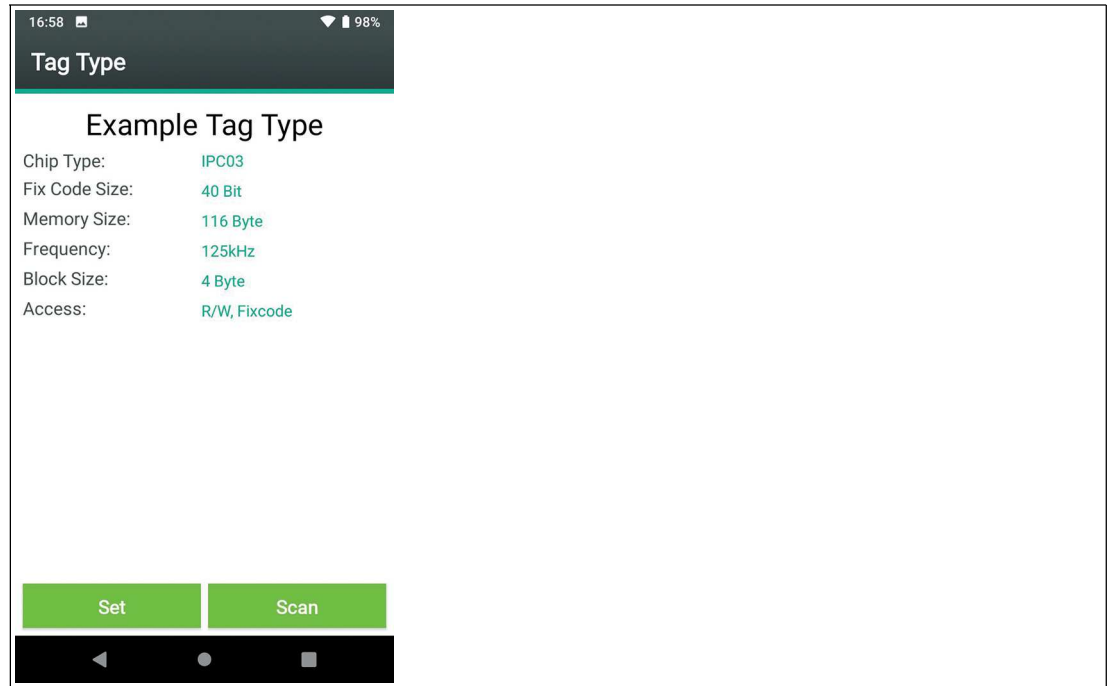 16:58 98%
Tag Type
Example Tag Type
Chip Type: IPC03
Fix Code Size: 40 Bit
Memory Size: 116 Byte
Frequency: 125kHz
Block Size: 4 Byte
Access: R/W, Fixcode
Set Scan